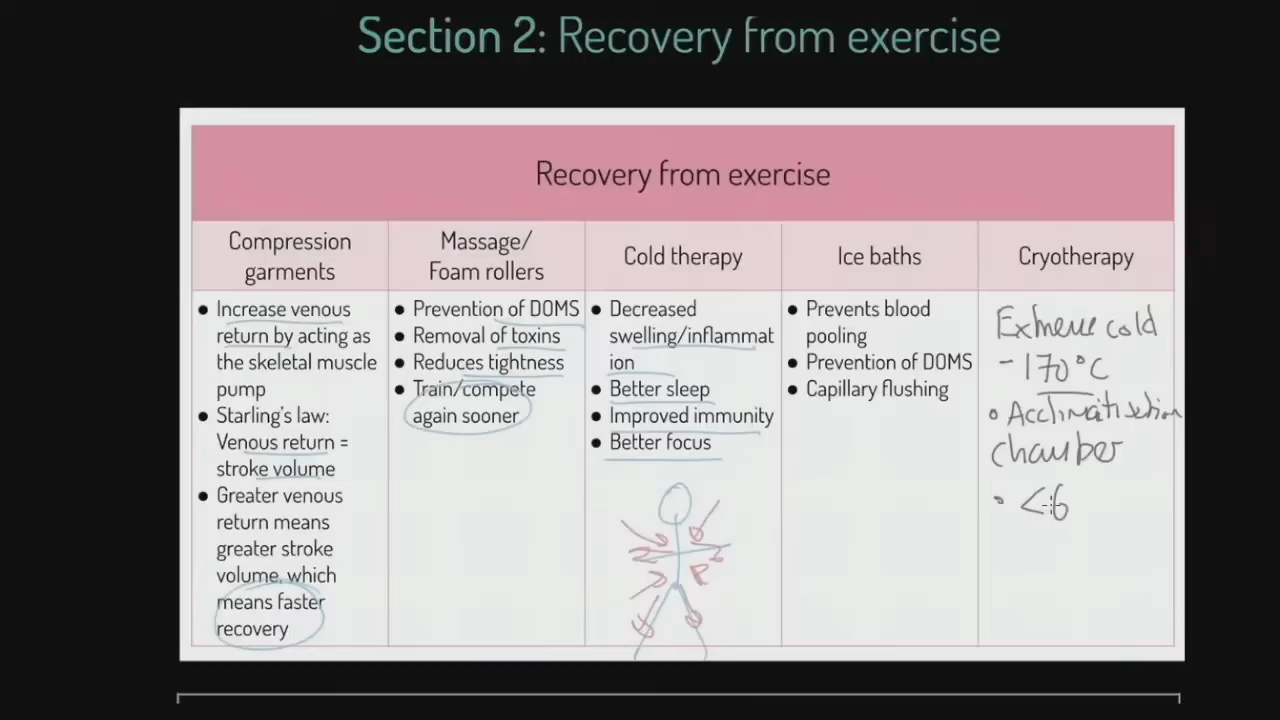 Section 2: Recovery from exercise
Recovery from exercise
Compression
garments
● Increase venous
return by acting as
the skeletal muscle
pump
● Starling's law:
Venous return =
stroke volume
● Greater venous
return means
greater stroke
volume, which
means faster
recovery
Massage/
Foam rollers
● Prevention of DOMS
● Removal of toxins
● Reduces tightness
● Train/compete
again sooner
Cold therapy
● Decreased
swelling/inflammat
ion
● Better sleep
● Improved immunity
● Better focus
Ice baths
● Prevents blood
pooling
● Prevention of DOMS
● Capillary flushing
Cryotherapy
Extreme cold
-170°C
• Acclimatisation
chamber
• <6